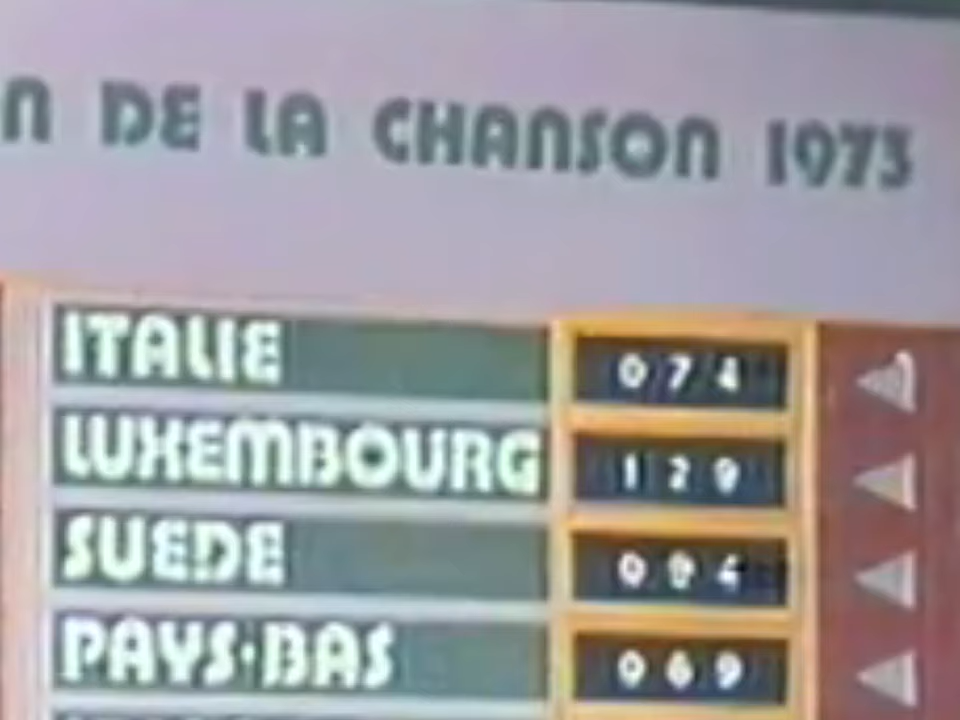 N DE LA CHANSON 1973
ITALIE 074
LUXEMBOURG 129
SUEDE 094
PAYS·BAS 069